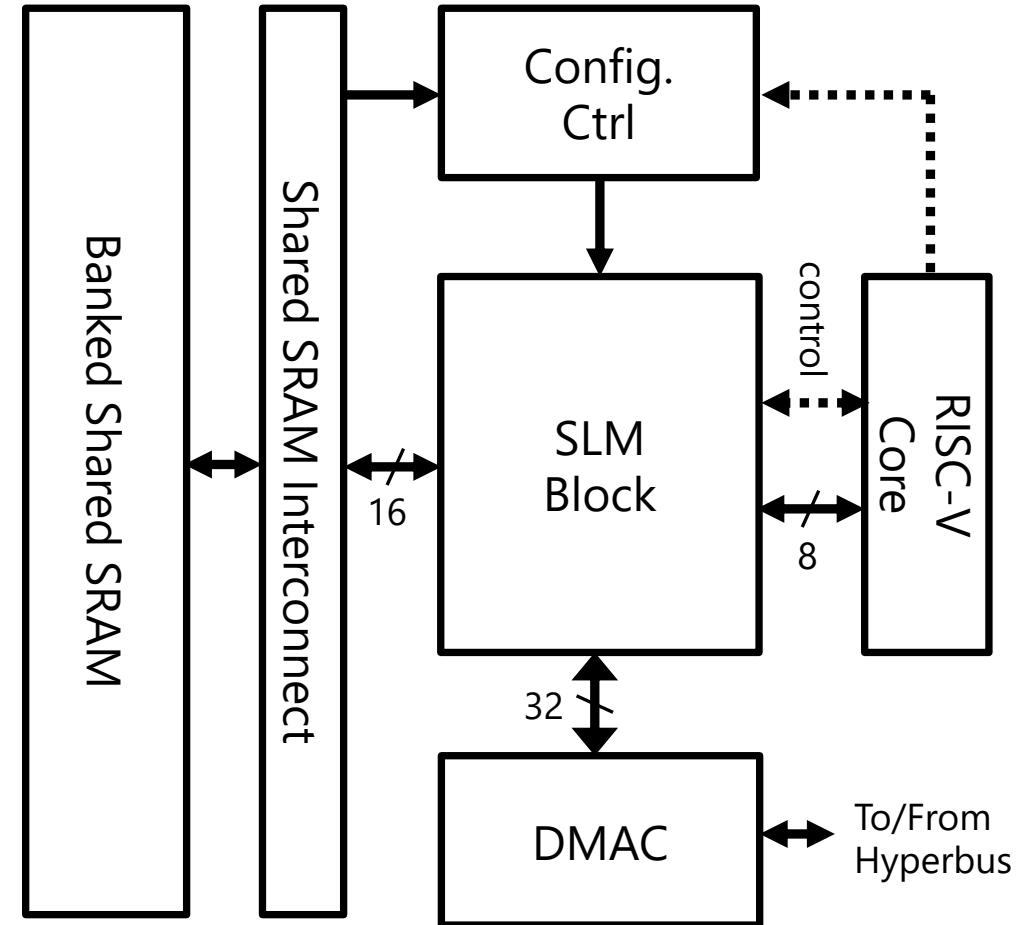 Config.
Ctrl
Banked Shared SRAM
Shared SRAM Interconnect
control
SLM
Block
RISC-V
Core
16
8
32
DMAC
To/From
Hyperbus